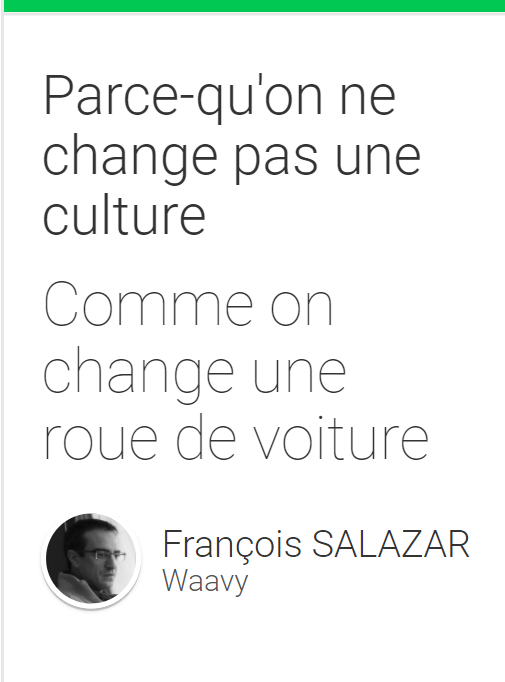 Parce-qu'on ne
change pas une
culture
Comme on
change une
roue de voiture
François SALAZAR
Waavy